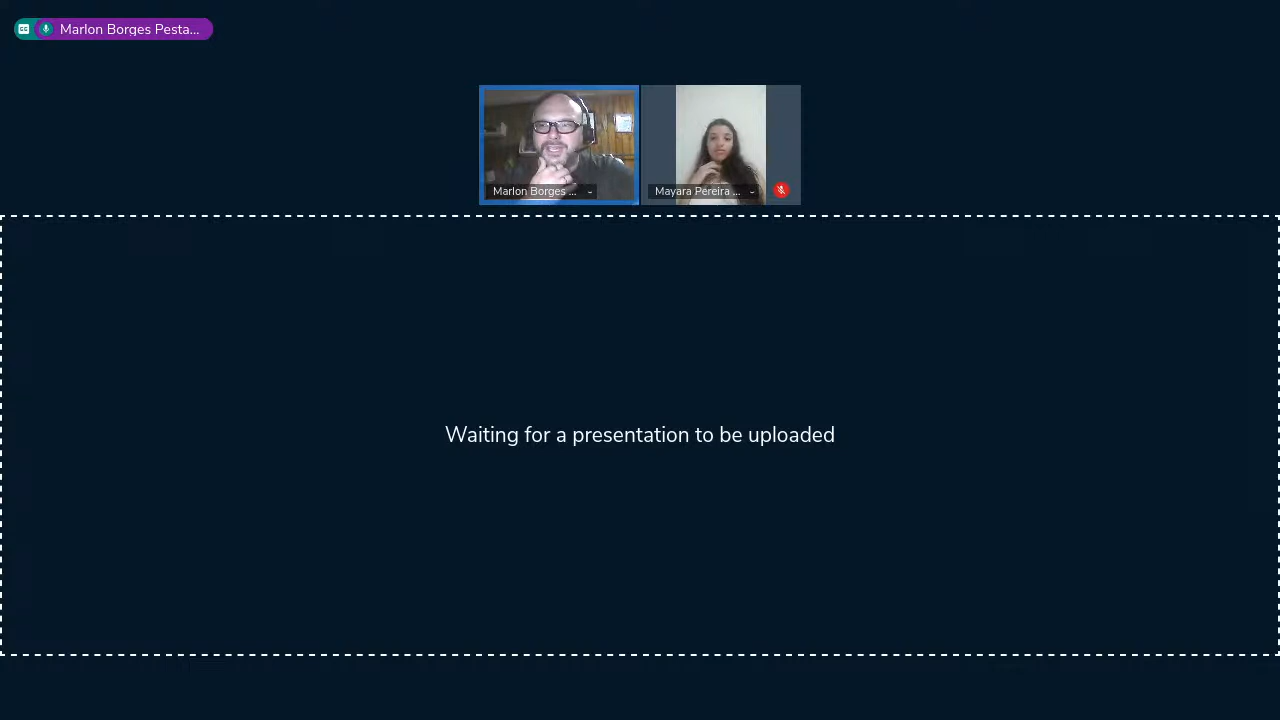 Marlon Borges Pesta...
Marlon Borges ...
Mayara Pereira ...
Waiting for a presentation to be uploaded